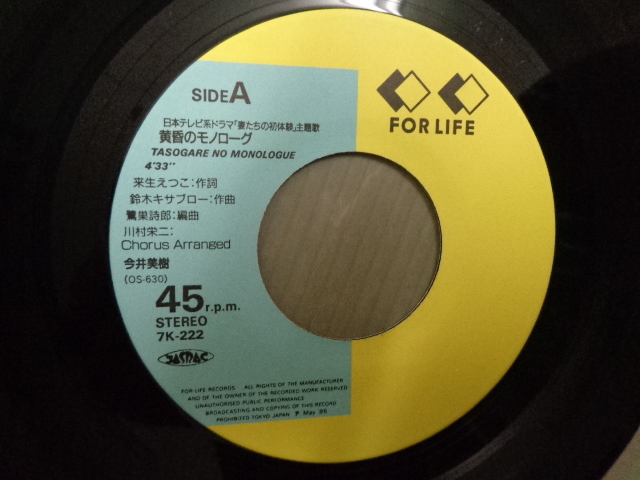 SIDE A
FOR LIFE
日本テレビ系ドラマ「妻たちの初体験」主題歌
黄昏のモノローグ
TASOGARE NO MONOLOGUE
4'33''
来生えつこ:作詞
鈴木キサブロー:作曲
鷺巣詩郎:編曲
川村栄二:
Chorus Arranged
今井美樹
(OS-630)
45 r.p.m.
STEREO
7K-222
JASRAC
FOR LIFE RECORDS ALL RIGHTS OF THE MANUFACTURER
AND OF THE OWNER OF THE RECORDED WORK RESERVED
UNAUTHORISED PUBLIC PERFORMANCE
BROADCASTING AND COPYING OF THIS RECORD
PROHIBITED TOKYO JAPAN ℗ May 86